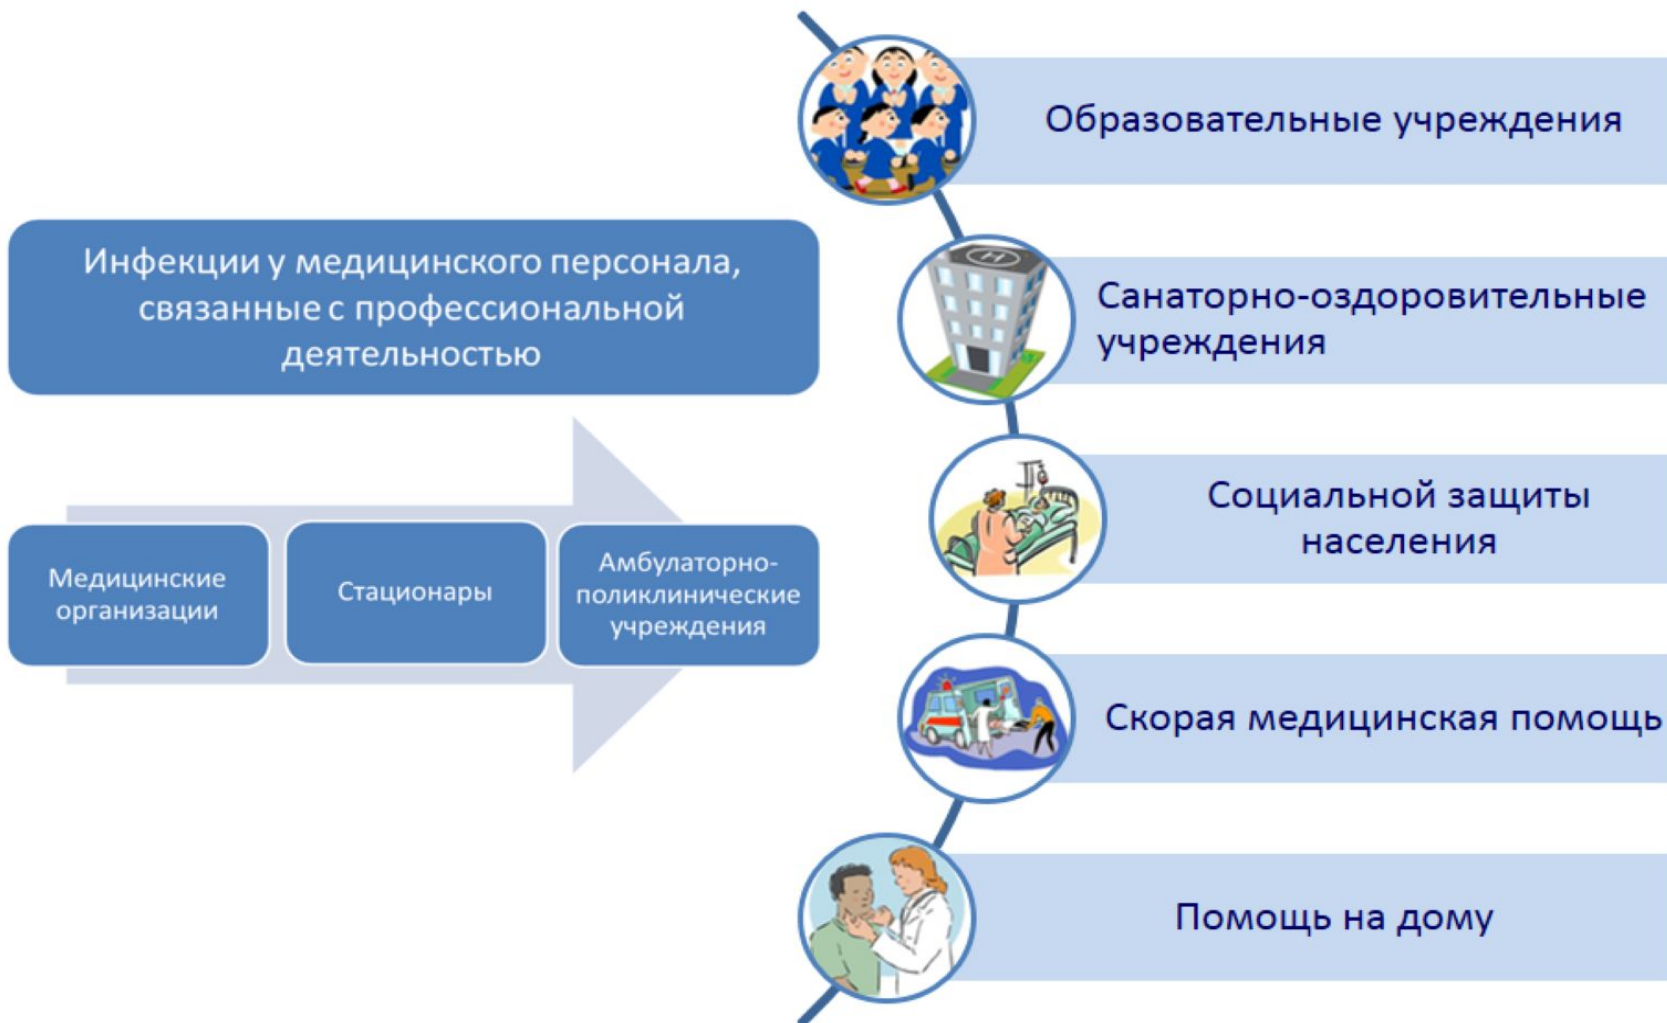 Образовательные учреждения
Инфекции у медицинского персонала,
связанные с профессиональной
деятельностью
Санаторно-оздоровительные
учреждения
Медицинские
организации
Стационары
Амбулаторно-
поликлинические
учреждения
Социальной защиты
населения
Скорая медицинская помощь
Помощь на дому